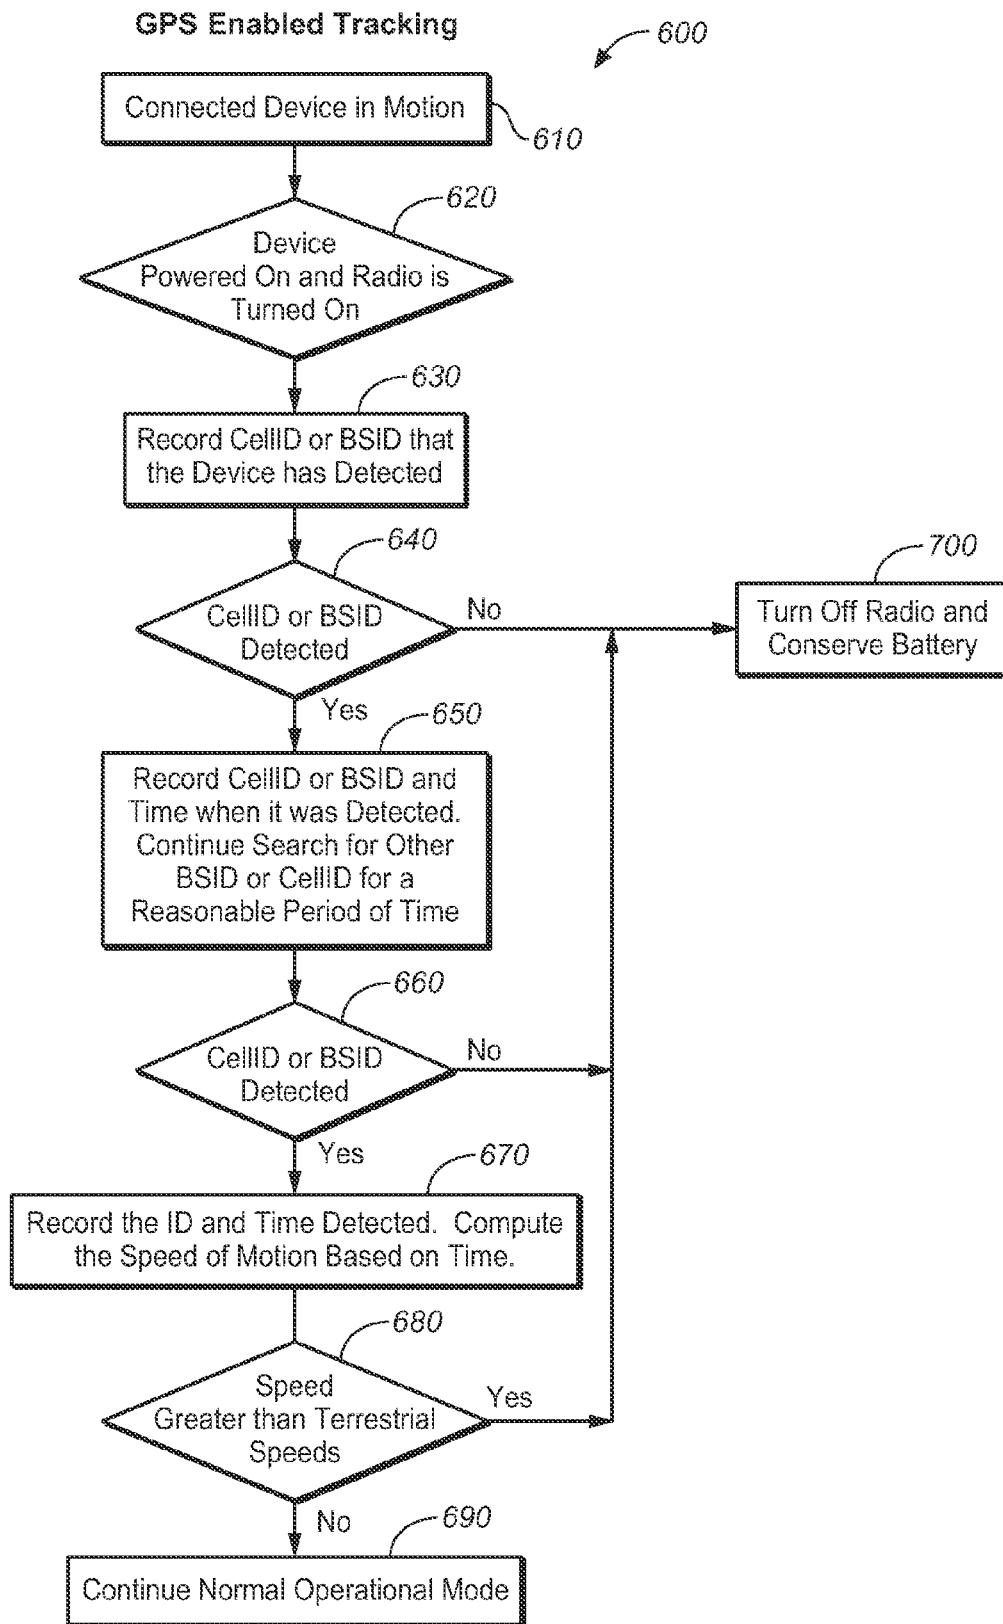 GPS Enabled Tracking
600
Connected Device in Motion
610
620
Device
Powered On and Radio is
Turned On
630
Record CellID or BSID that
the Device has Detected
640
CellID or BSID
Detected
No
700
Turn Off Radio and
Conserve Battery
Yes
650
Record CellID or BSID and
Time when it was Detected.
Continue Search for Other
BSID or CellID for a
Reasonable Period of Time
660
CellID or BSID
Detected
No
Yes
670
Record the ID and Time Detected. Compute
the Speed of Motion Based on Time.
680
Speed
Greater than Terrestrial
Speeds
Yes
No
690
Continue Normal Operational Mode